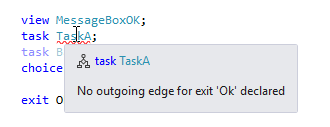 view MessageBoxOK;
task TaskA;
task B
choice
task TaskA
No outgoing edge for exit 'Ok' declared
exit O